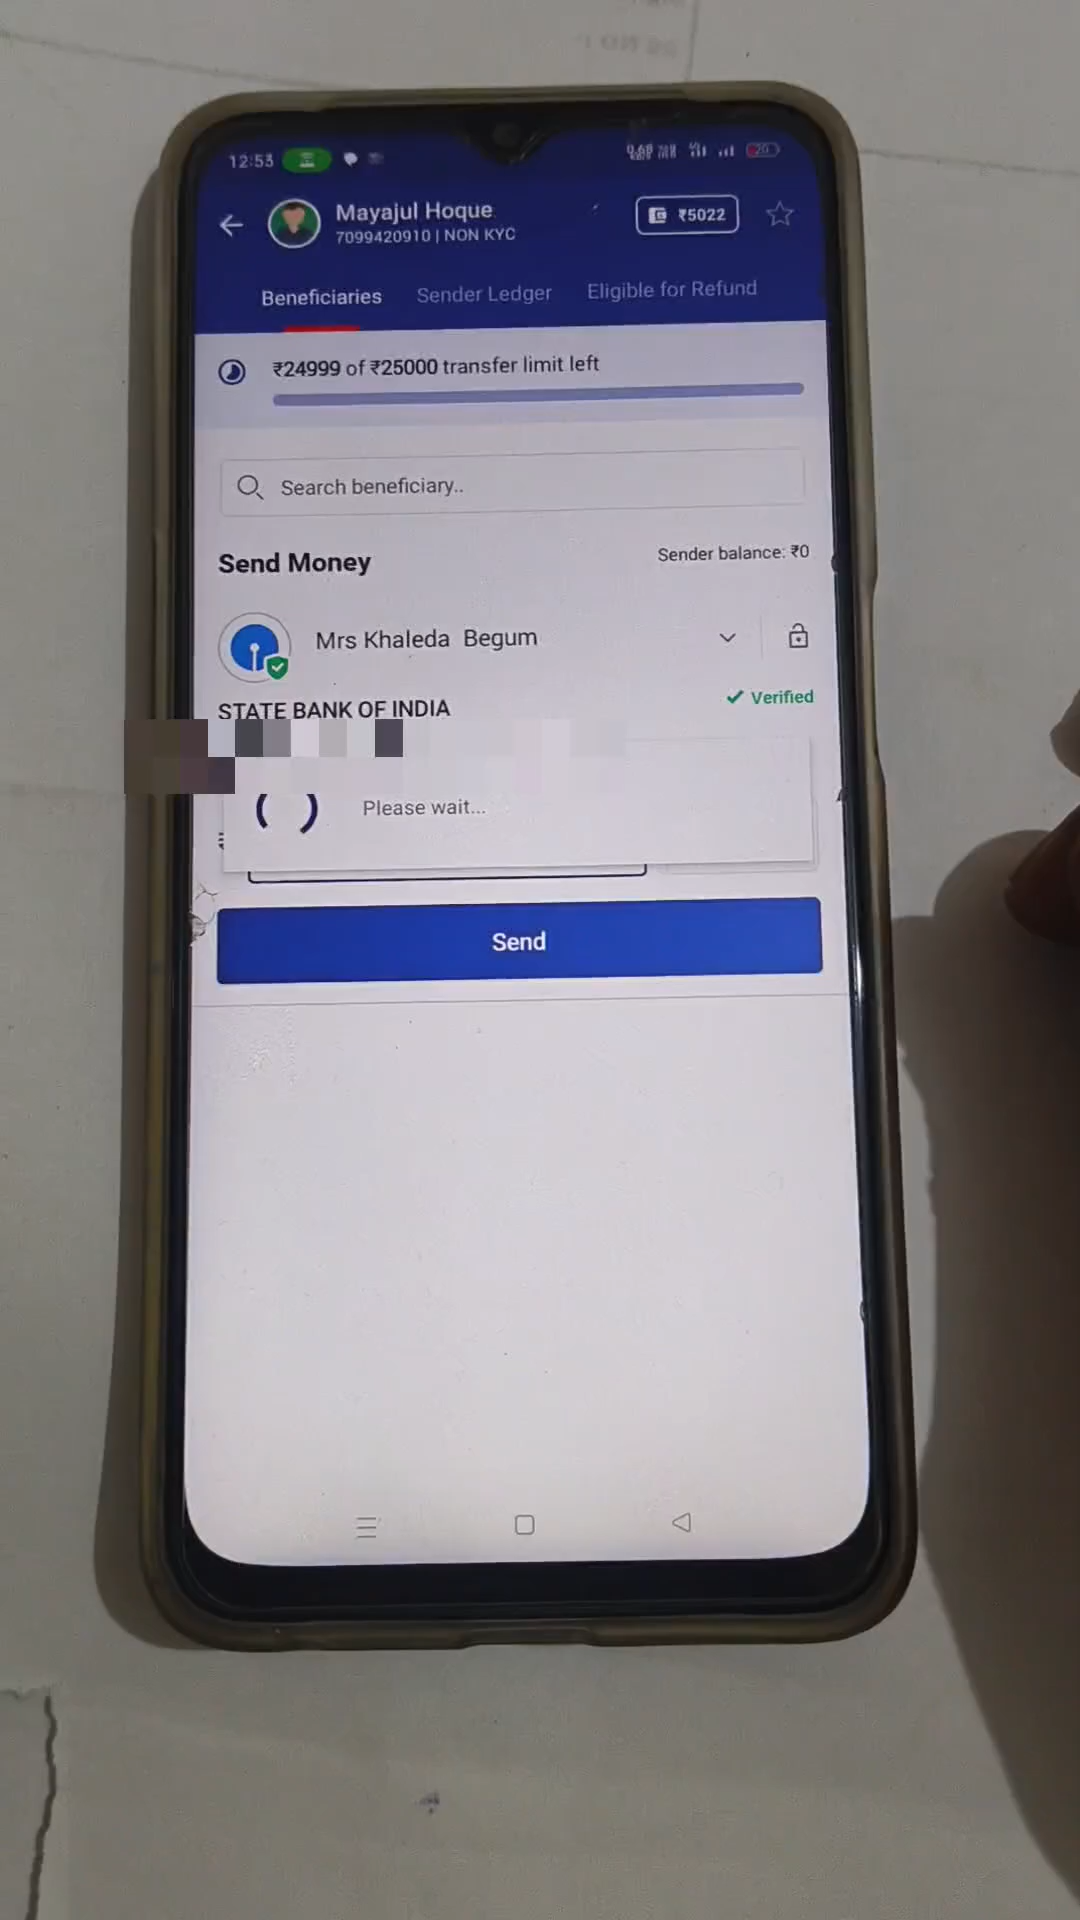 12:53
20
Mayajul Hoque
₹5022
7099420910 | NON KYC
Beneficiaries
Sender Ledger
Eligible for Refund
₹24999 of ₹25000 transfer limit left
Search beneficiary..
Send Money
Sender balance: ₹0
Mrs Khaleda Begum
STATE BANK OF INDIA
Verified
Please wait...
Send